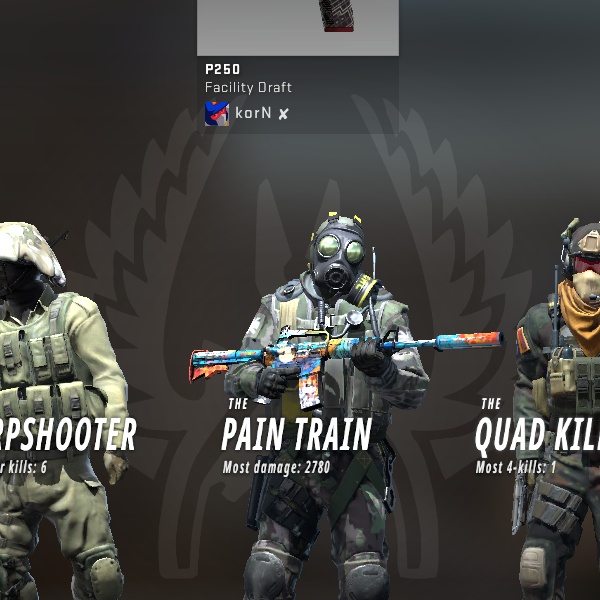 P250
Facility Draft
korN ✘
THE
PAIN TRAIN
Most damage: 2780
RPSHOOTER
r kills: 6
THE
QUAD KIL
Most 4-kills: 1